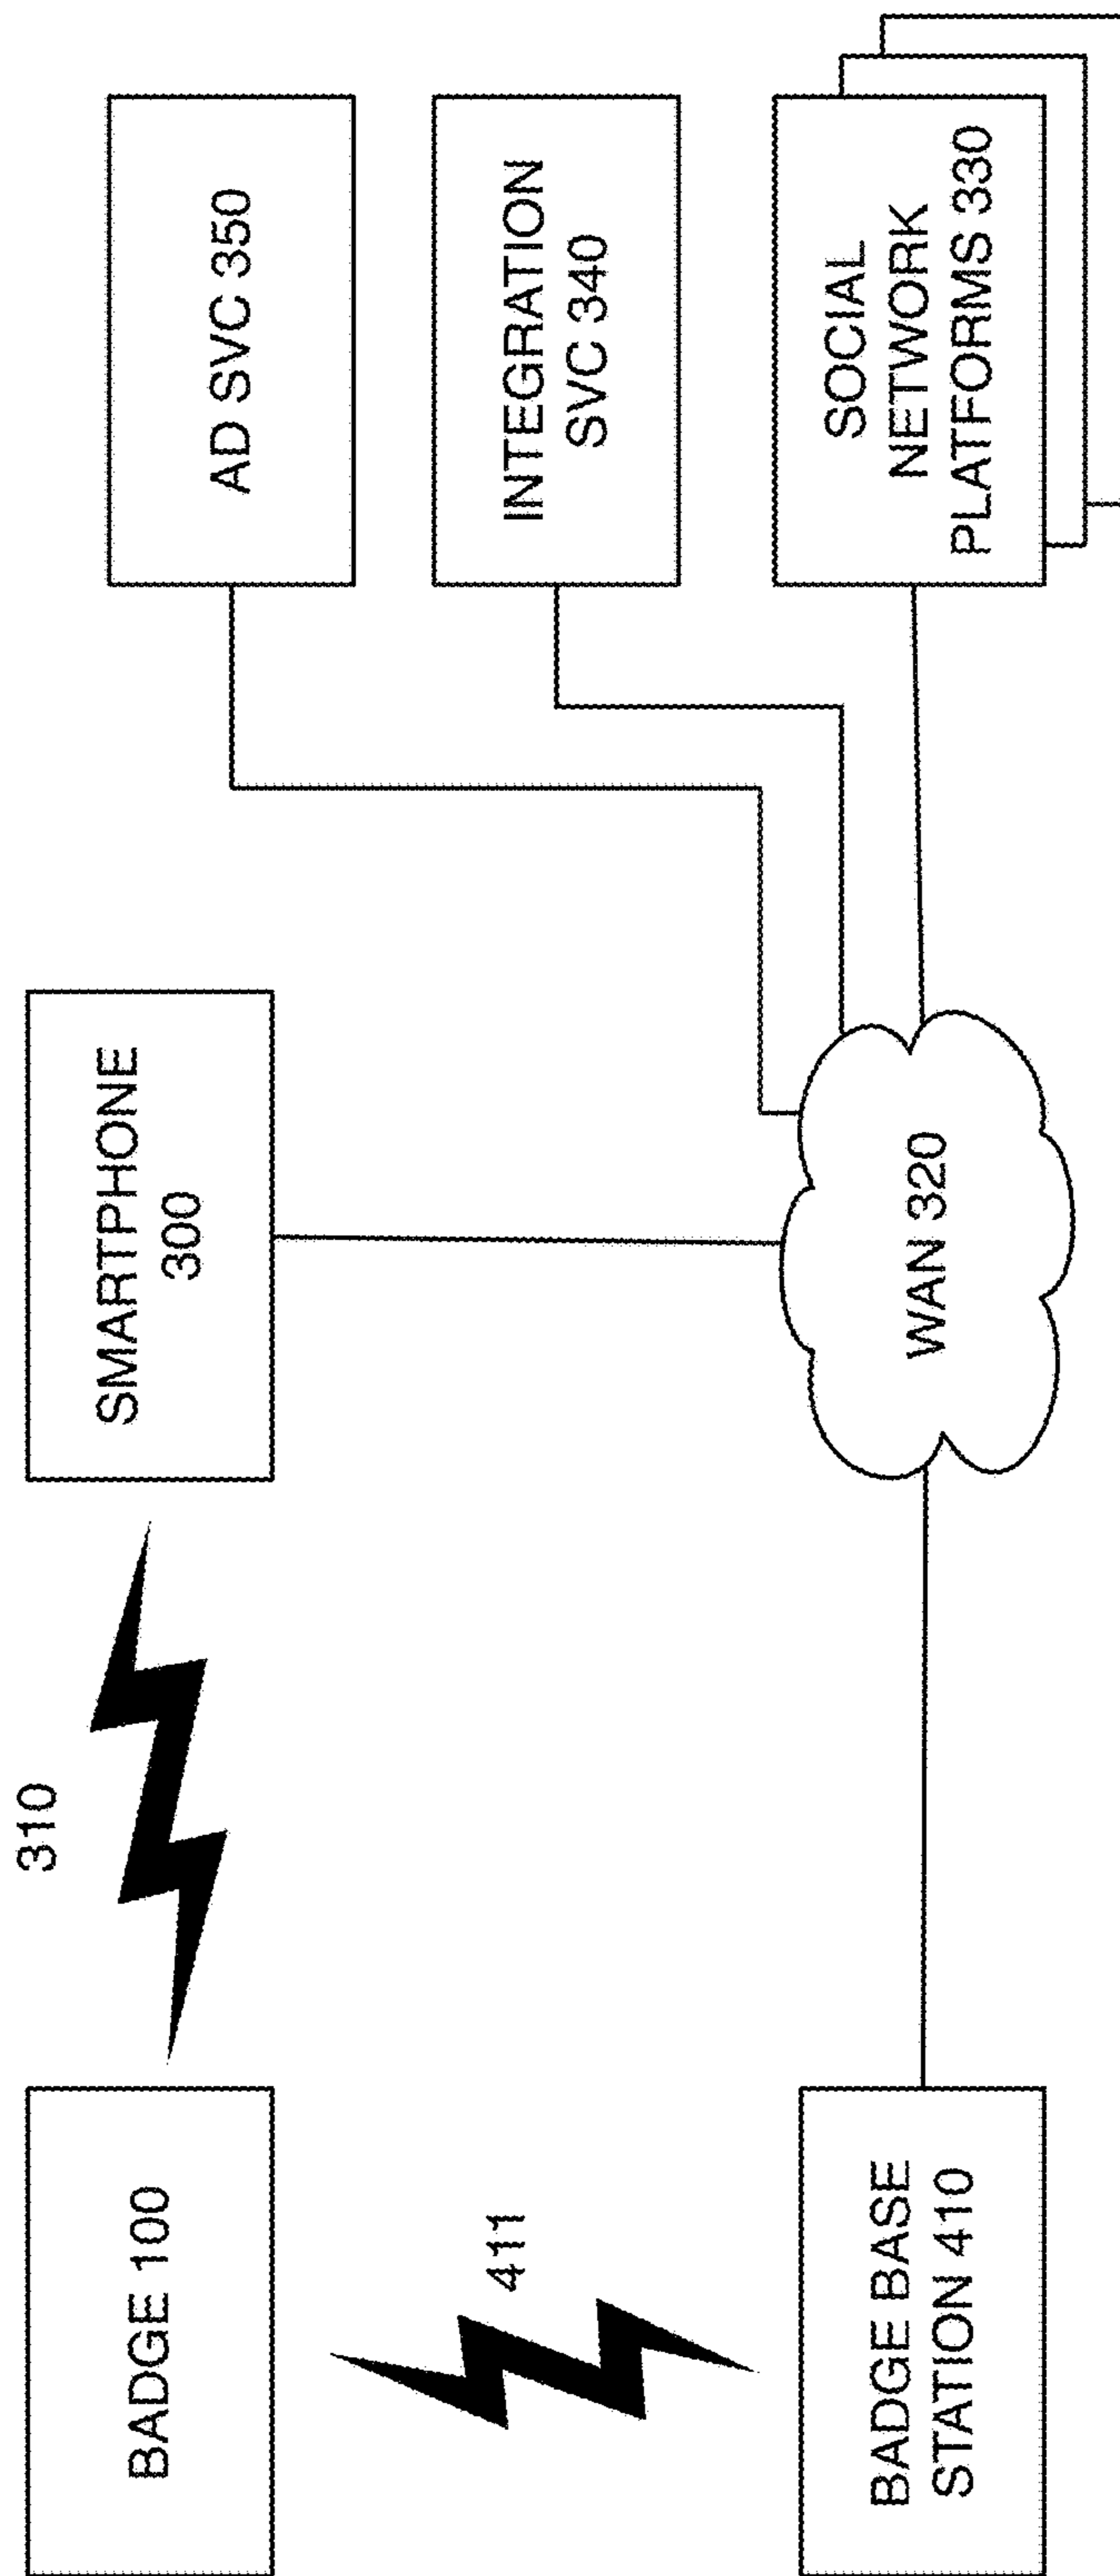 310
BADGE 100
SMARTPHONE
300
AD SVC 350
INTEGRATION
SVC 340
411
BADGE BASE
STATION 410
WAN 320
SOCIAL
NETWORK
PLATFORMS 330